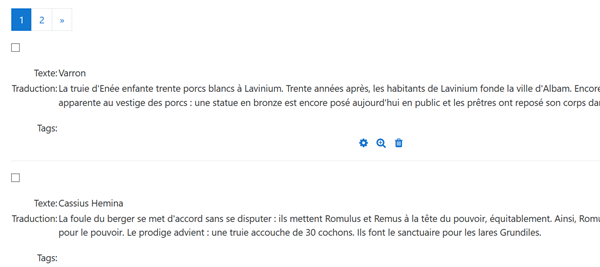 1 2 »
Texte: Varron
Traduction: La truie d'Enée enfante trente porcs blancs à Lavinium. Trente années après, les habitants de Lavinium fonde la ville d'Albam. Encore
apparente au vestige des porcs : une statue en bronze est encore posé aujourd'hui en public et les prêtres ont reposé son corps
Tags:
Texte: Cassius Hemina
Traduction: La foule du berger se met d'accord sans se disputer : ils mettent Romulus et Remus à la tête du pouvoir, équitablement. Ainsi,
pour le pouvoir. Le prodige advient : une truie accouche de 30 cochons. Ils font le sanctuaire pour les lares Grundiles.
Tags: